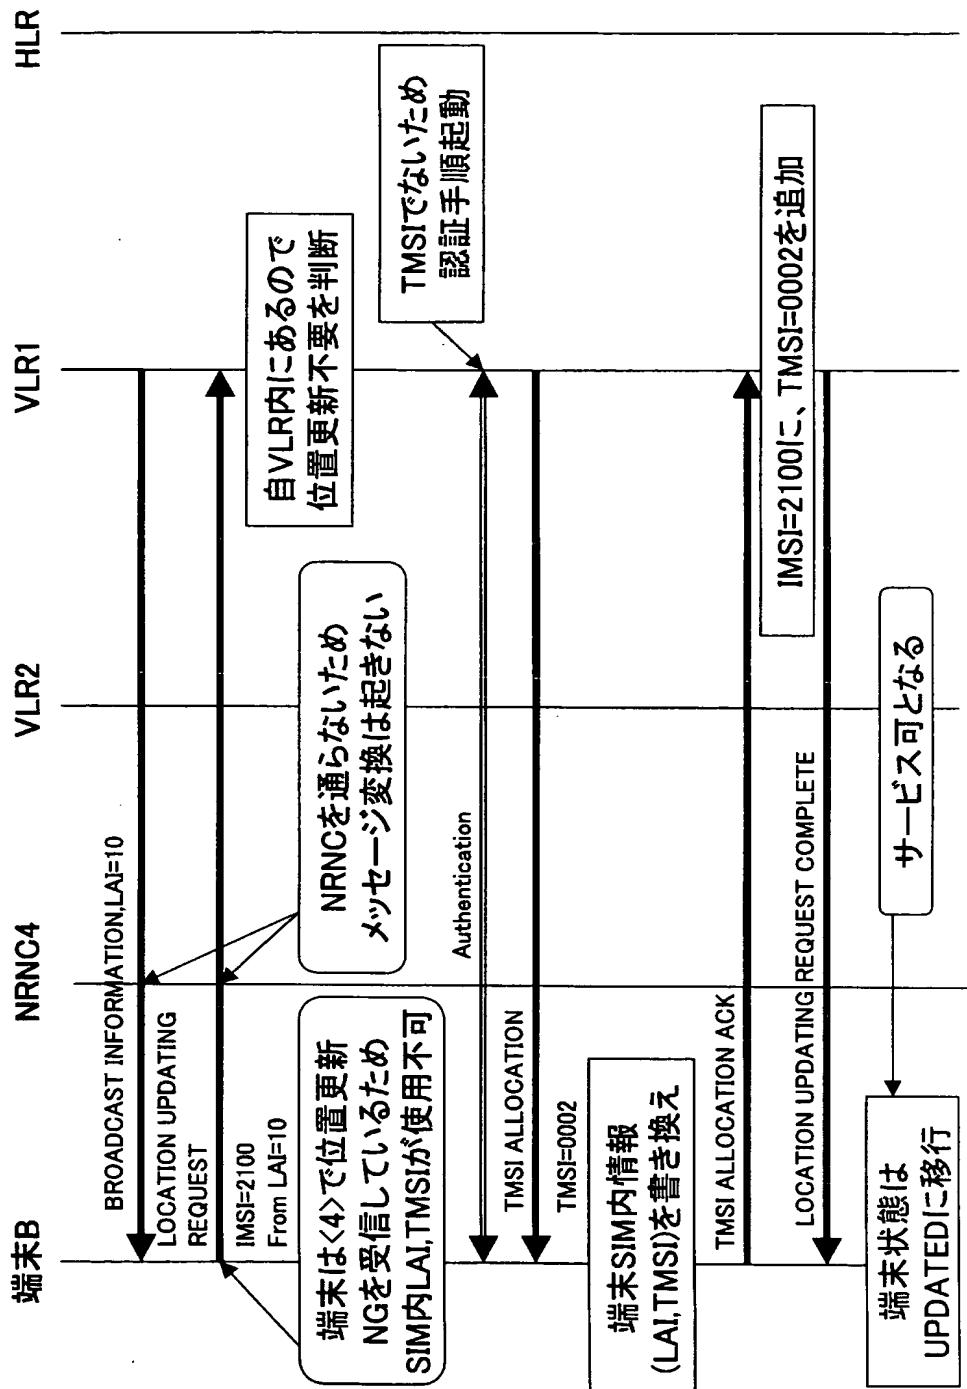 端末B
NRNC4
VLR2
VLR1
HLR
BROADCAST INFORMATION,LAI=10
LOCATION UPDATING
REQUEST
IMSI=2100
From LAI=10
自VLR内にあるので
位置更新不要を判断
NRNCを通らないため
メッセージ変換は起きない
端末は<4>で位置更新
NGを受信しているため
SIM内LAI,TMSIが使用不可
TMSIでないため
認証手順起動
Authentication
TMSI ALLOCATION
TMSI=0002
端末SIM内情報
(LAI,TMSI)を書き換え
TMSI ALLOCATION ACK
IMSI=2100に、TMSI=0002を追加
LOCATION UPDATING REQUEST COMPLETE
サービス可となる
端末状態は
UPDATEDに移行